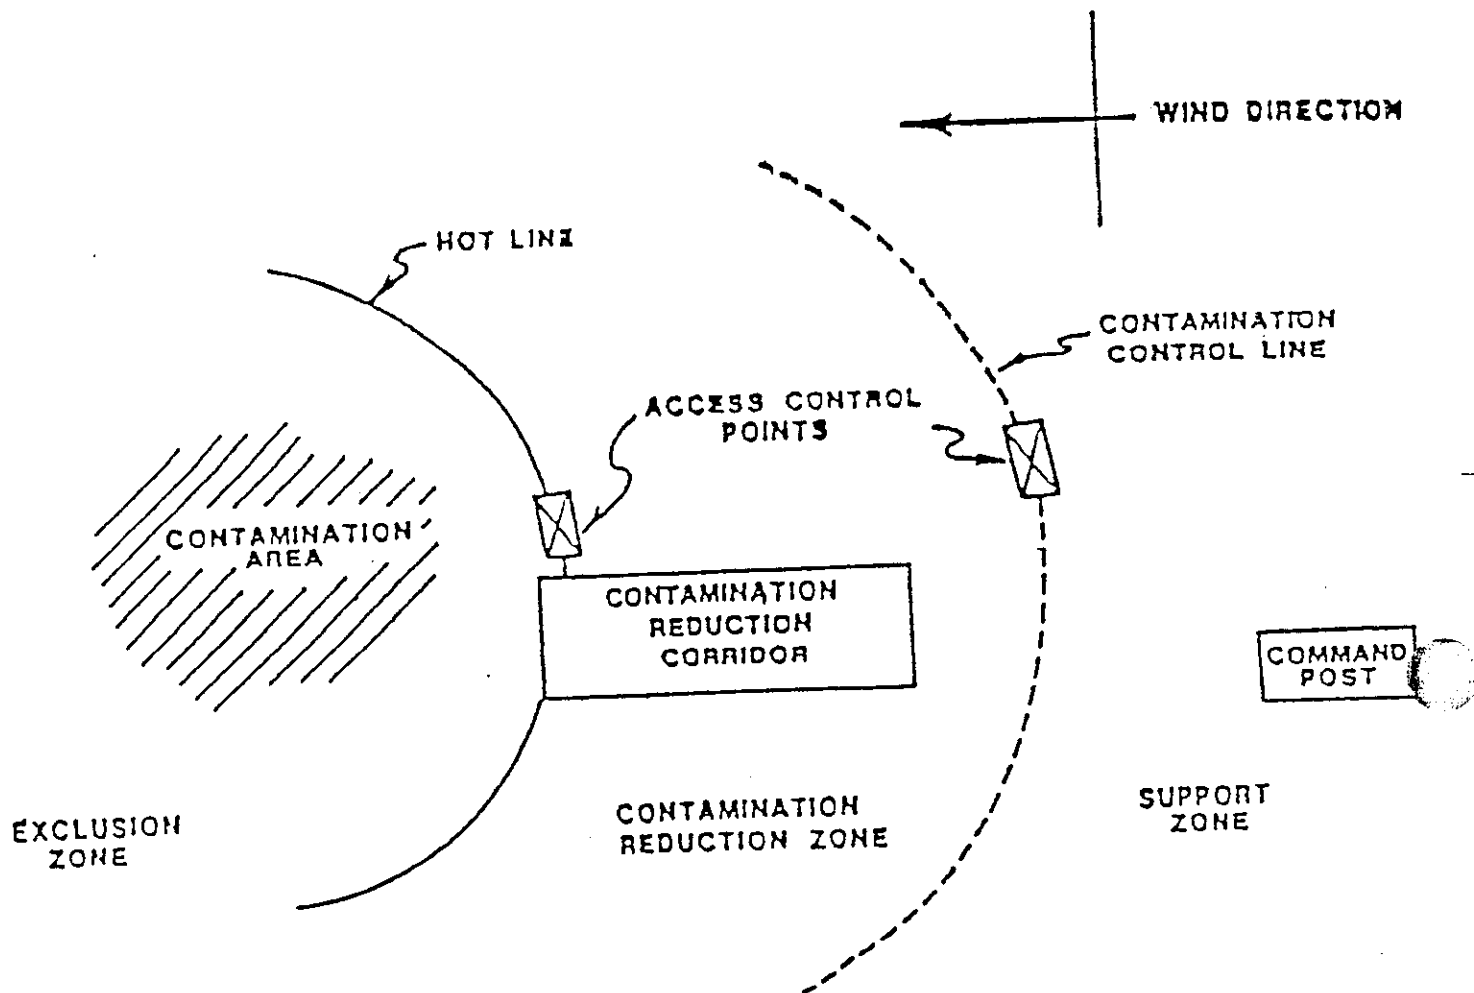 WIND DIRECTION
HOT LINE
CONTAMINATION
CONTROL LINE
ACCESS CONTROL
POINTS
CONTAMINATION
AREA
CONTAMINATION
REDUCTION
CORRIDOR
COMMAND
POST
EXCLUSION
ZONE
CONTAMINATION
REDUCTION ZONE
SUPPORT
ZONE